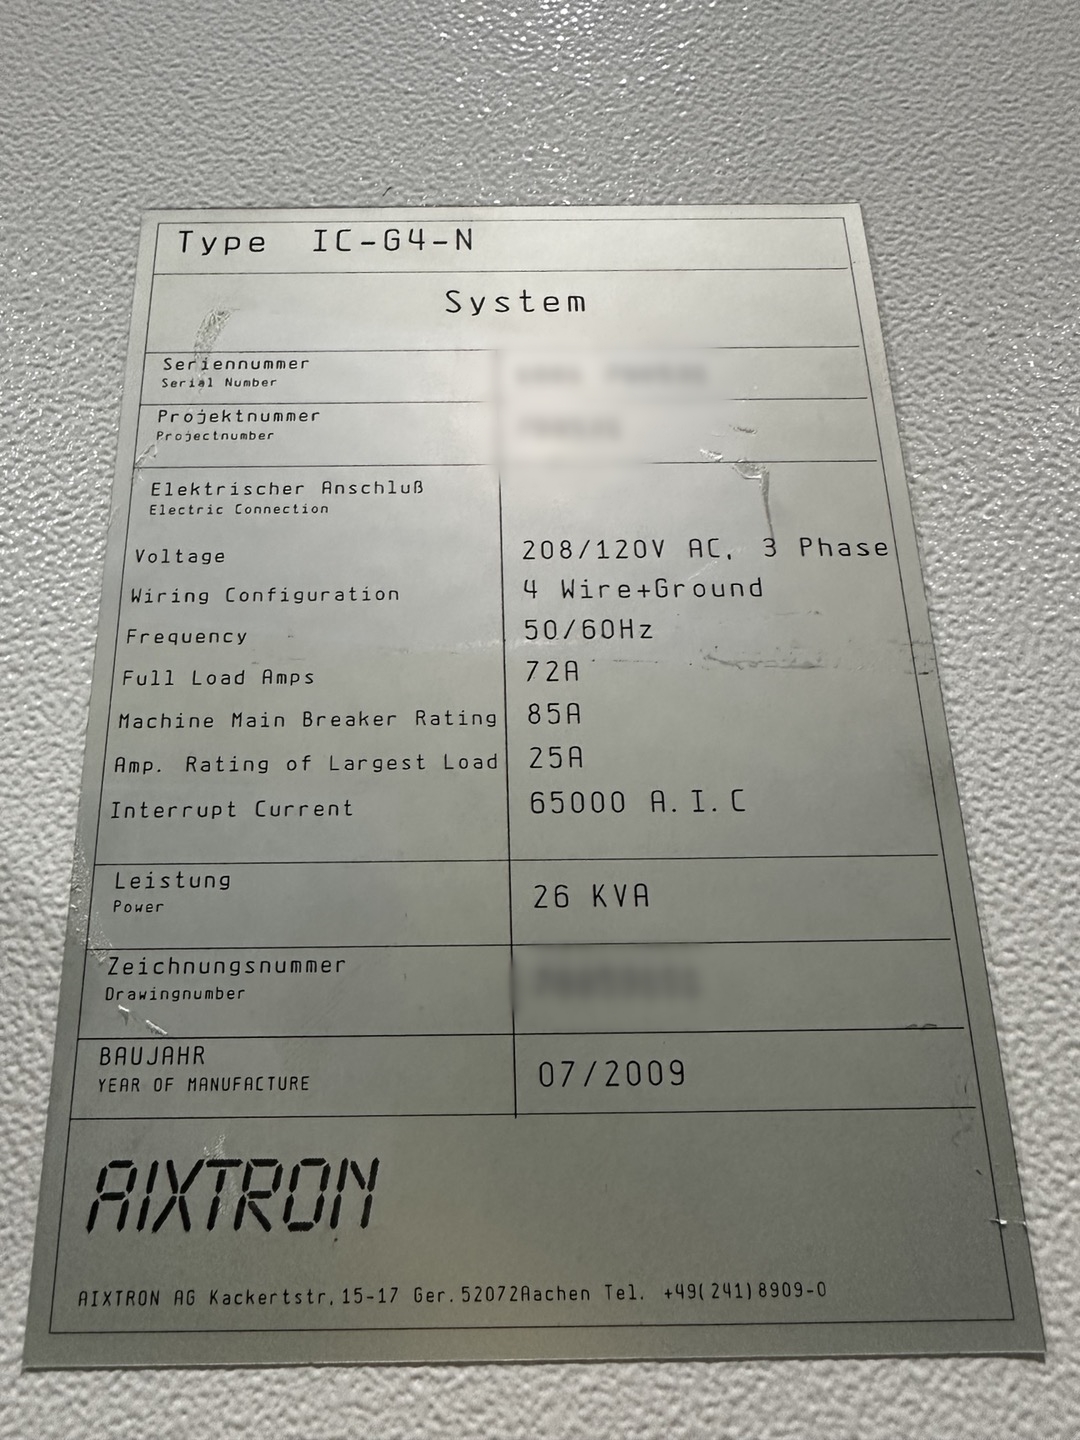 Type IC-G4-N
System
Seriennummer
Serial Number
Projektnummer
Projectnumber
Elektrischer Anschluß
Electric Connection
Voltage 208/120V AC, 3 Phase
Wiring Configuration 4 Wire+Ground
Frequency 50/60Hz
Full Load Amps 72A
Machine Main Breaker Rating 85A
Amp. Rating of Largest Load 25A
Interrupt Current 65000 A.I.C
Leistung
Power
26 KVA
Zeichnungsnummer
Drawingnumber
BAUJAHR
YEAR OF MANUFACTURE
07/2009
AIXTRON
AIXTRON AG Kackertstr.15-17 Ger.52072Aachen Tel. +49(241)8909-0